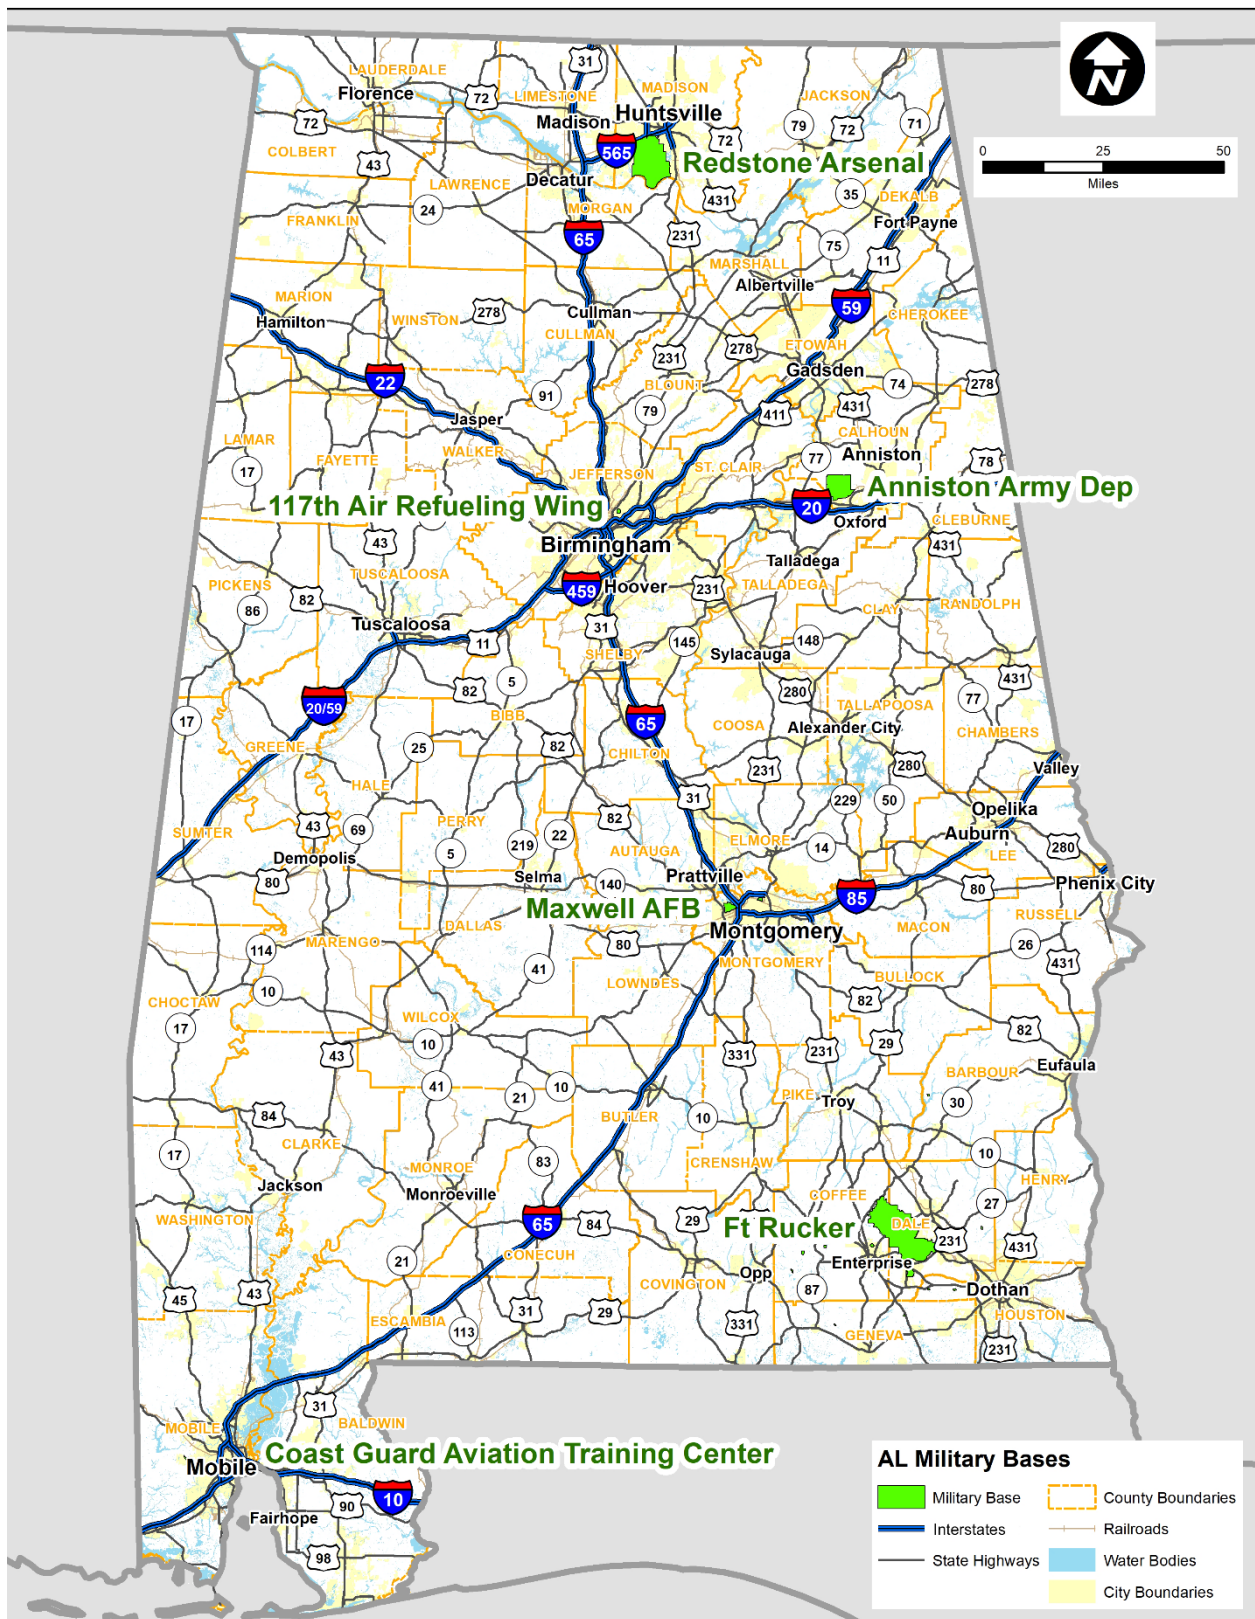 31
LAUDERDALE
MADISON
Florence
72
LIMESTONE
JACKSON
Madison
Huntsville
N
72
79
72
71
72
COLBERT
565
43
Redstone Arsenal
0
25
50
Miles
Decatur
LAWRENCE
24
MORGAN
431
35
DEKALB
FRANKLIN
Fort Payne
65
231
75
11
MARSHALL
Albertville
MARION
Hamilton
WINSTON
278
Cullman
CULLMAN
59
CHEROKEE
ETOWAH
231
278
Gadsden
22
BLOUNT
74
278
91
79
411
431
Jasper
CALHOUN
LAMAR
17
FAYETTE
WALKER
JEFFERSON
ST. CLAIR
77
Anniston
78
117th Air Refueling Wing
Anniston Army Dep
20
Oxford
CLEBURNE
43
Birmingham
431
Talladega
TUSCALOOSA
PICKENS
82
459
Hoover
231
TALLADEGA
86
CLAY
RANDOLPH
Tuscaloosa
11
31
145
148
SHELBY
Sylacauga
5
82
280
431
77
20/59
17
BIBB
65
COOSA
TALLAPOOSA
Alexander City
CHAMBERS
GREENE
25
82
CHILTON
231
280
Valley
HALE
31
229
50
Opelika
SUMTER
43
69
PERRY
5
219
22
82
AUTAUGA
ELMORE
14
Auburn
LEE
280
Demopolis
80
Selma
140
Prattville
85
80
Phenix City
Maxwell AFB
RUSSELL
DALLAS
Montgomery
MACON
114
MARENGO
80
26
431
10
41
MONTGOMERY
BULLOCK
LOWNDES
CHOCTAW
17
WILCOX
10
82
82
43
331
231
29
Eufaula
BARBOUR
41
21
10
PIKE
Troy
30
84
BUTLER
10
CLARKE
17
MONROE
83
CRENSHAW
10
HENRY
Jackson
Monroeville
COFFEE
27
WASHINGTON
65
84
29
Ft Rucker
DALE
231
431
21
CONECUH
Enterprise
COVINGTON
Opp
45
43
87
Dothan
31
29
ESCAMBIA
113
331
HOUSTON
GENEVA
231
31
MOBILE
BALDWIN
Coast Guard Aviation Training Center
Mobile
10
90
Fairhope
98
AL Military Bases
Military Base
County Boundaries
Interstates
Railroads
State Highways
Water Bodies
City Boundaries